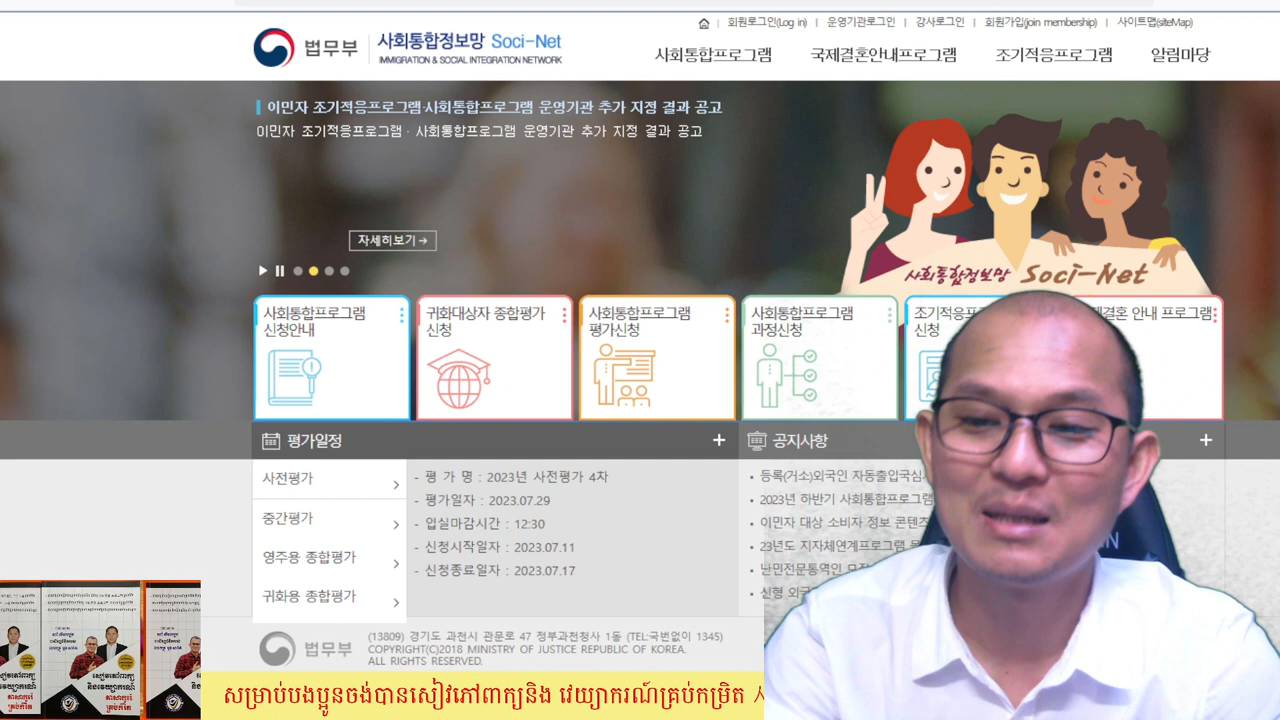 회원로그인(Log in) | 운영기관로그인 | 강사로그인 | 회원가입(join membership) | 사이트맵(siteMap)
법무부 사회통합정보망 Soci-Net
IMMIGRATION & SOCIAL INTEGRATION NETWORK
사회통합프로그램 국제결혼안내프로그램 조기적응프로그램 알림마당
이민자 조기적응프로그램·사회통합프로그램 운영기관 추가 지정 결과 공고
이민자 조기적응프로그램 · 사회통합프로그램 운영기관 추가 지정 결과 공고
자세히보기→
사회통합정보망 Soci-Net
사회통합프로그램
신청안내
귀화대상자 종합평가
신청
사회통합프로그램
평가신청
사회통합프로그램
과정신청
조기적응
신청
결혼 안내 프로그램
평가일정 +
공지사항 +
사전평가
중간평가
영주용 종합평가
귀화용 종합평가
- 평 가 명 : 2023년 사전평가 4차
- 평가일자 : 2023.07.29
- 입실마감시간 : 12:30
- 신청시작일자 : 2023.07.11
- 신청종료일자 : 2023.07.17
등록(거소)외국인 자동출입국심
2023년 하반기 사회통합프로그램
이민자 대상 소비자 정보 콘텐츠
23년도 지자체연계프로그램
난민전문통역인
신형 외국
법무부
(13809) 경기도 과천시 관문로 47 정부과천청사 1동 (TEL:국번없이 1345)
COPYRIGHT(C)2018 MINISTRY OF JUSTICE REPUBLIC OF KOREA.
ALL RIGHTS RESERVED.
សម្រាប់បងប្អូនចង់បានសៀវភៅពាក្យនិង វេយ្យាករណ៍គ្រប់កម្រិត